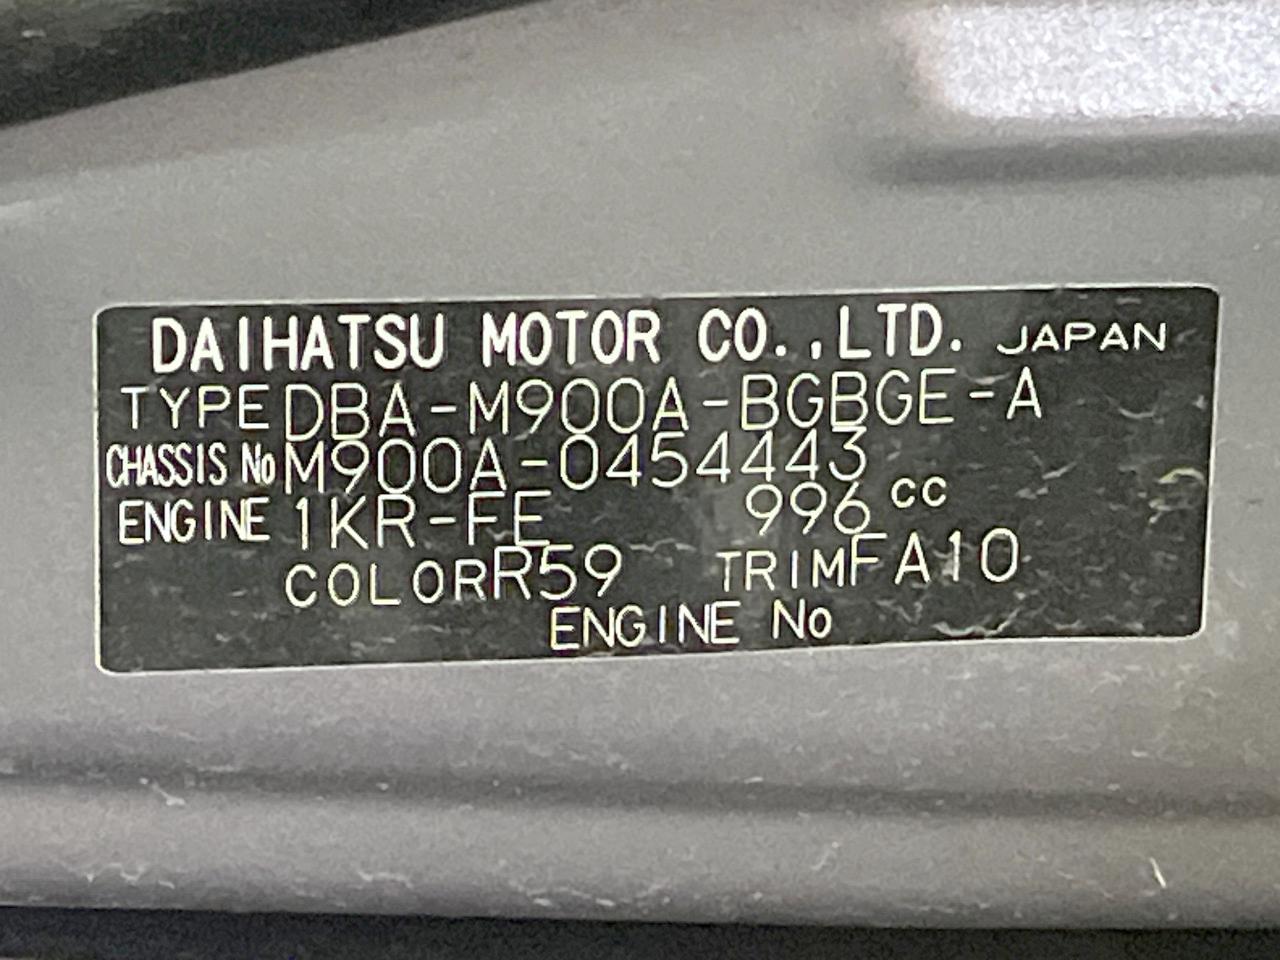 DAIHATSU MOTOR CO.,LTD. JAPAN
TYPE DBA-M900A-BGBGE-A
CHASSIS No M900A-0454443
ENGINE 1KR-FE 996 cc
COLOR R59 TRIM FA10
ENGINE No